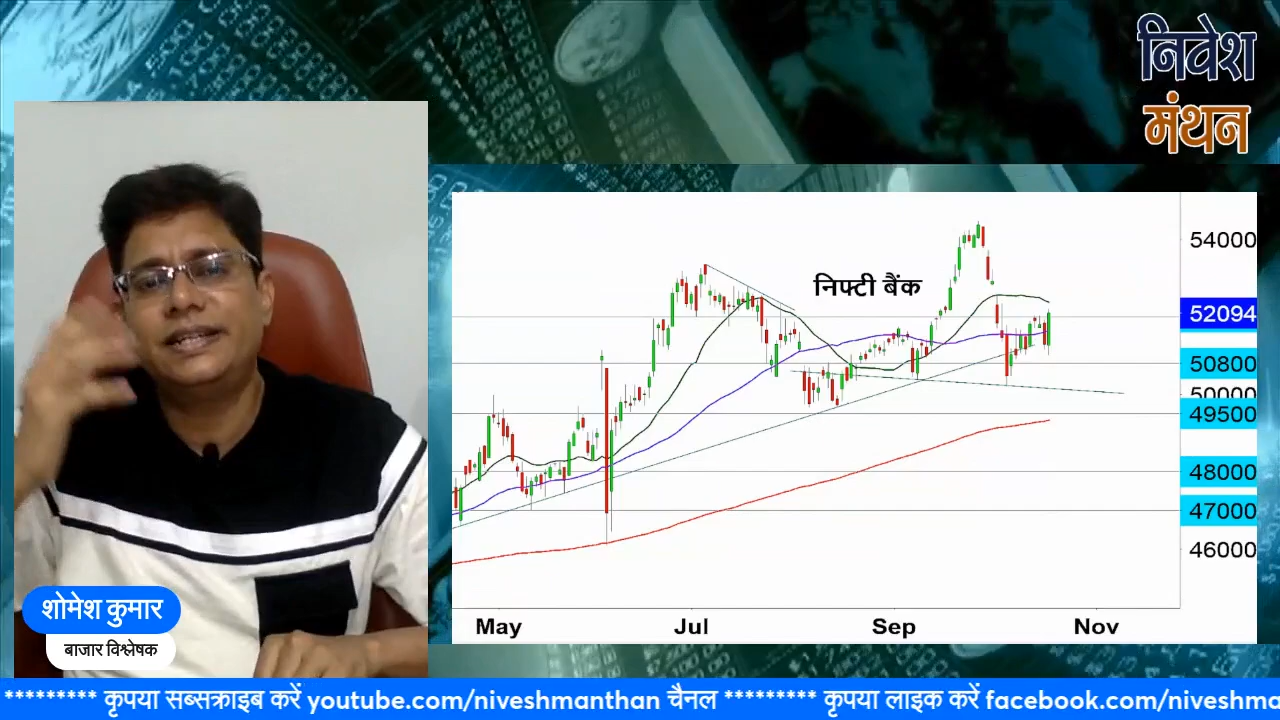 निवेश
मंथन
निफ्टी बैंक
54000
52094
50800
50000
49500
48000
47000
46000
May Jul Sep Nov
शोमेश कुमार
बाजार विश्लेषक
********* कृपया सब्सक्राइब करें youtube.com/niveshmanthan चैनल ********* कृपया लाइक करें facebook.com/niveshma